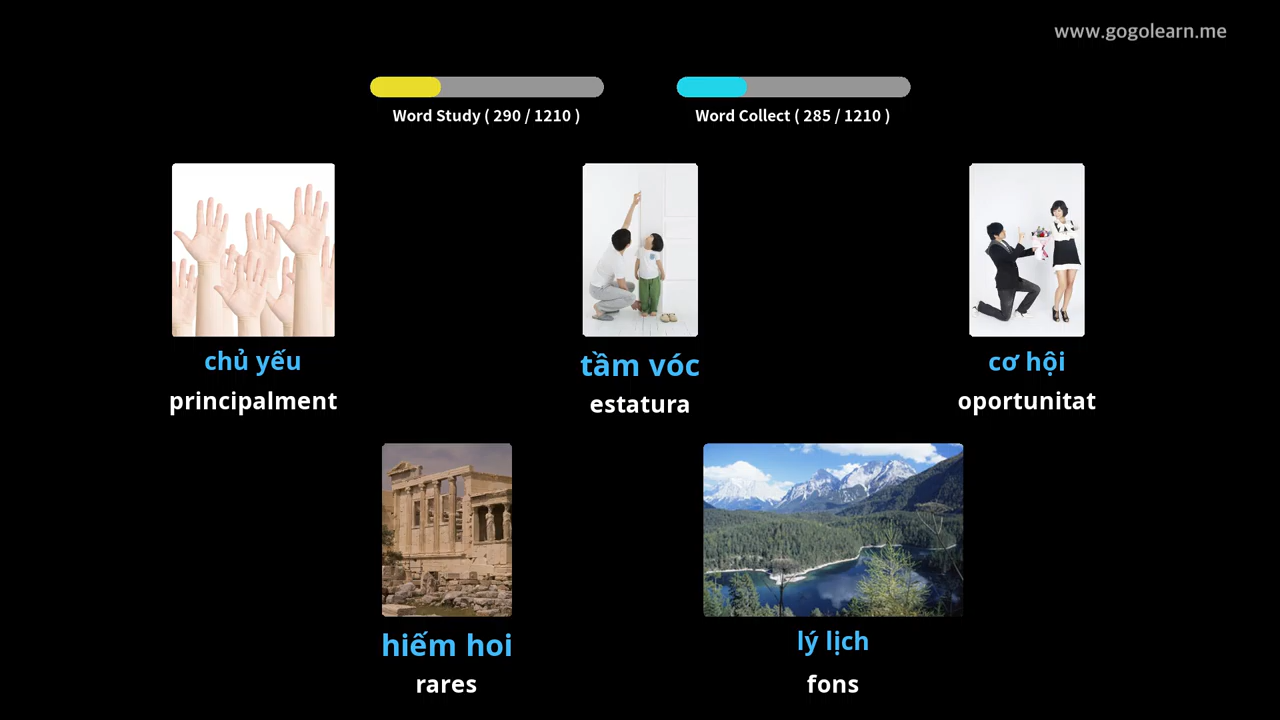 www.gogolearn.me
Word Study ( 290 / 1210 )
Word Collect ( 285 / 1210 )
chủ yếu
principalment
tầm vóc
estatura
cơ hội
oportunitat
hiếm hoi
rares
lý lịch
fons